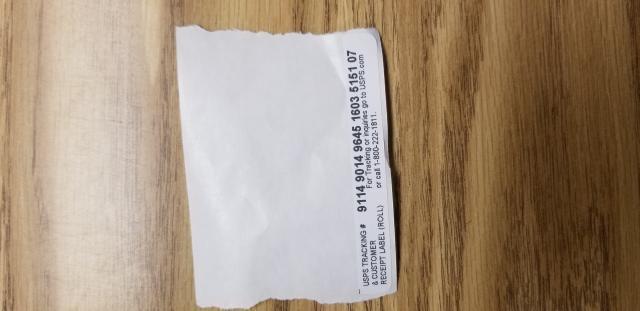 USPS TRACKING # 9114 9014 9645 1603 5151 07
& CUSTOMER For Tracking or inquiries go to USPS.com
RECEIPT LABEL (ROLL) or call 1-800-222-1811.